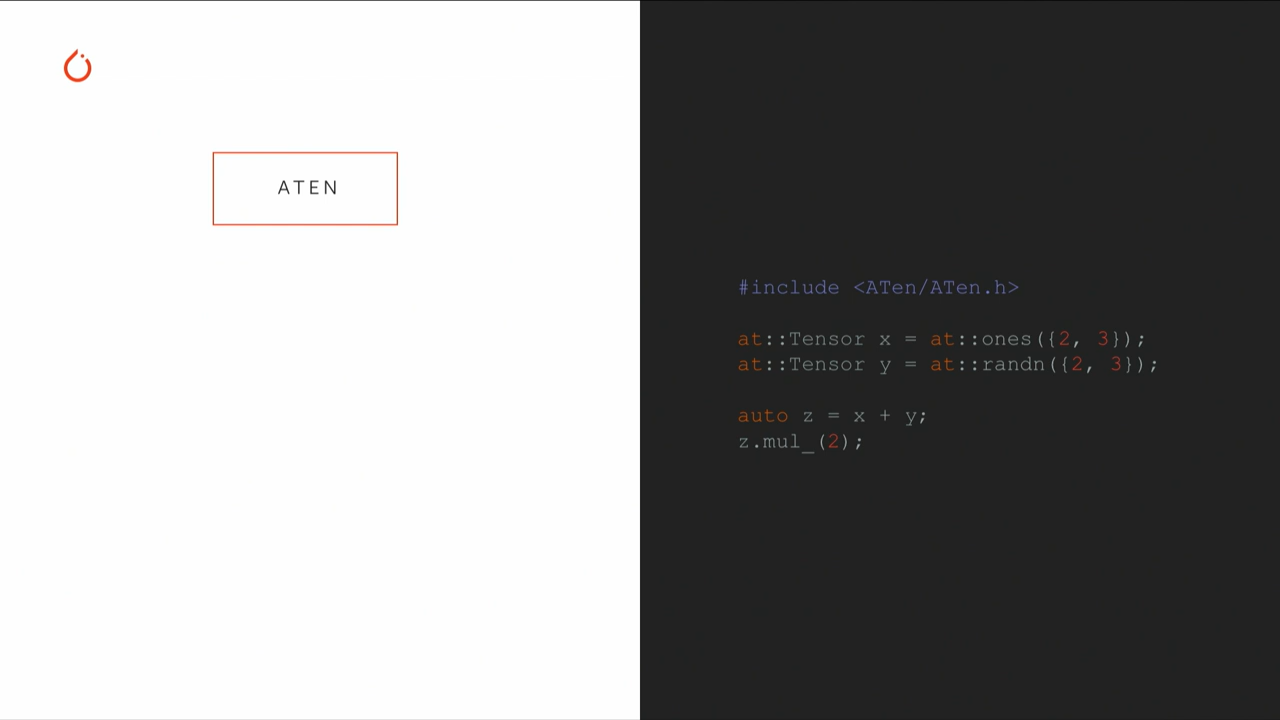 ATEN
#include <ATen/ATen.h>
at::Tensor x = at::ones({2, 3});
at::Tensor y = at::randn({2, 3});
auto z = x + y;
z.mul_(2);